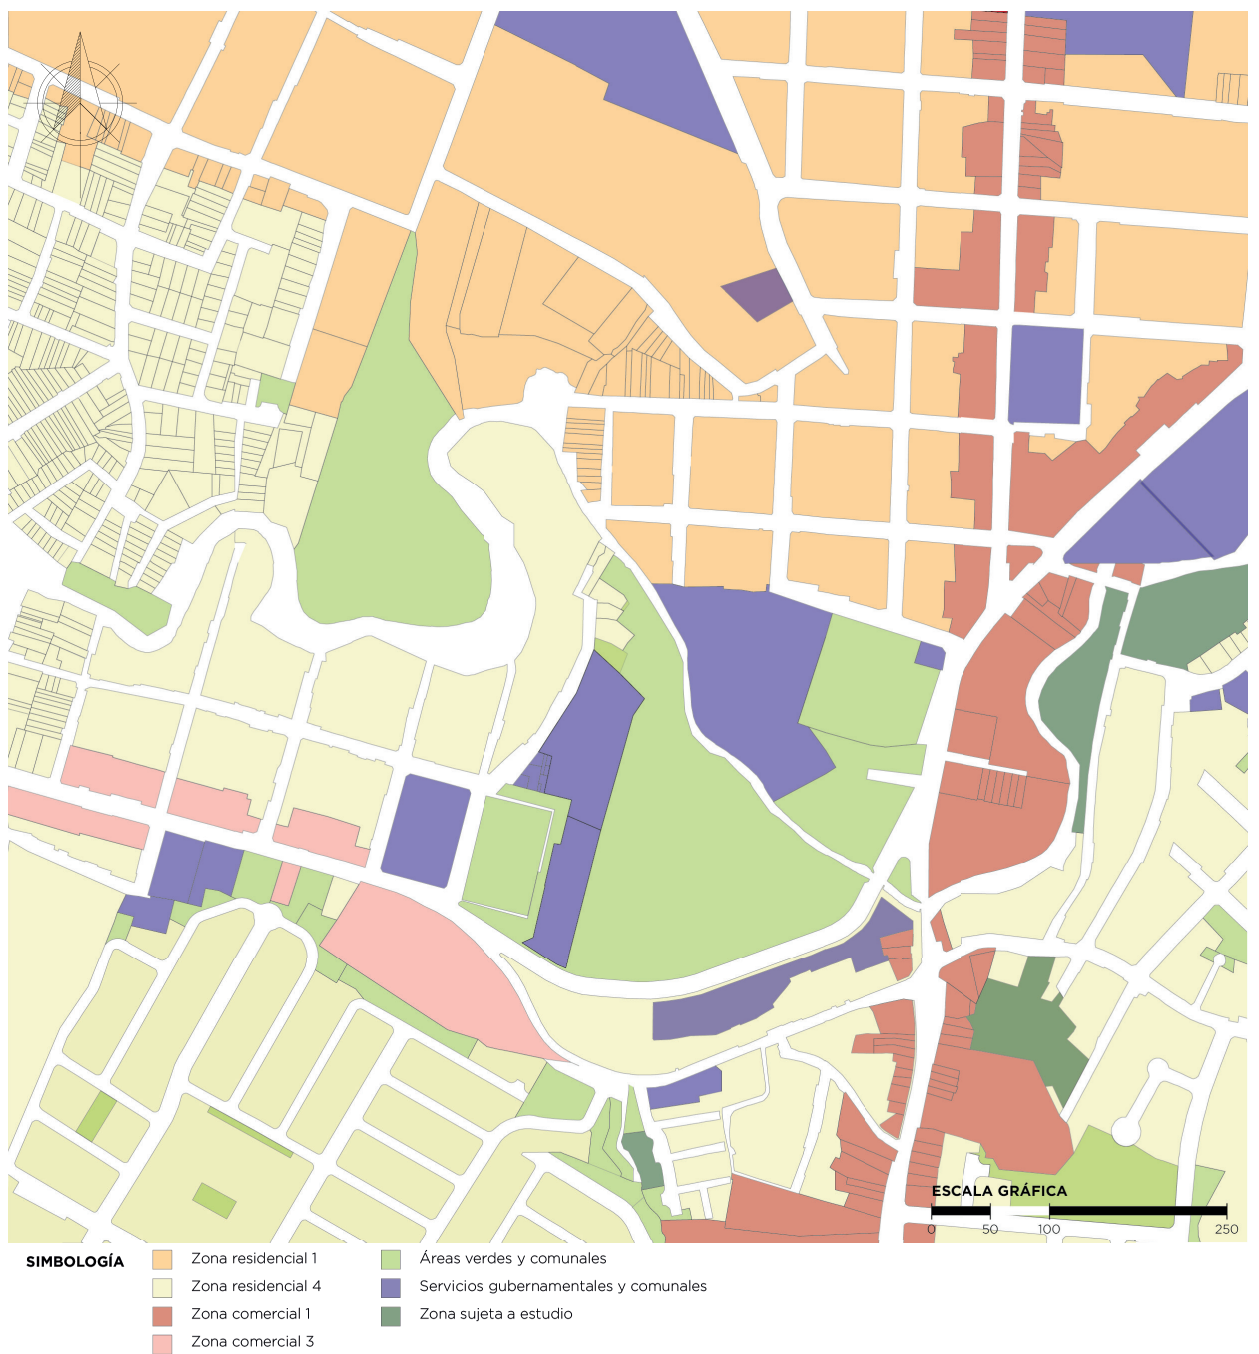 ESCALA GRÁFICA
0 50 100 250
SIMBOLOGÍA
Zona residencial 1
Zona residencial 4
Zona comercial 1
Zona comercial 3
Áreas verdes y comunales
Servicios gubernamentales y comunales
Zona sujeta a estudio